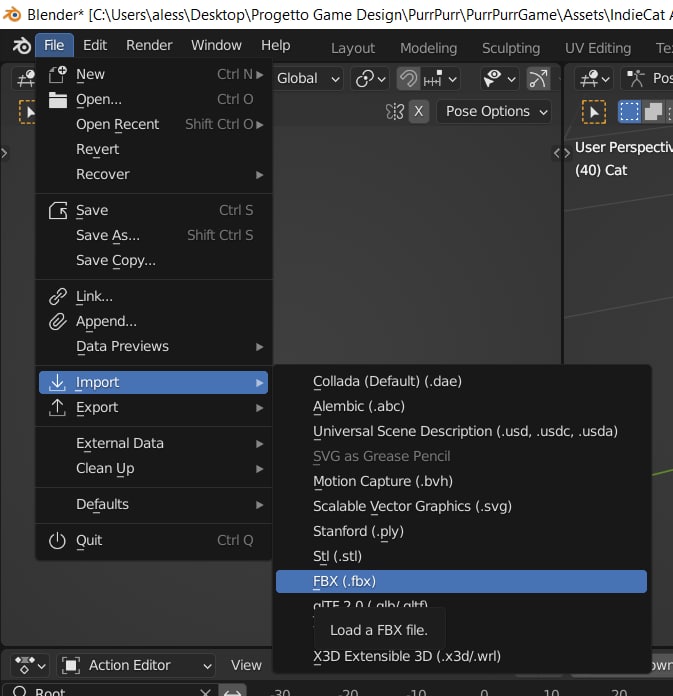 Blender* [C:\Users\aless\Desktop\Progetto Game Design\PurrPurr\PurrPurrGame\Assets\IndieCat
File Edit Render Window Help Layout Modeling Sculpting UV Editing
Global
X Pose Options
New Ctrl N
Open... Ctrl O
Open Recent Shift Ctrl O
Revert
Recover
Save Ctrl S
Save As... Shift Ctrl S
Save Copy...
Link...
Append...
Data Previews
Import
Export
External Data
Clean Up
Defaults
Quit Ctrl Q
User Perspectiv
(40) Cat
Collada (Default) (.dae)
Alembic (.abc)
Universal Scene Description (.usd, .usdc, .usda)
SVG as Grease Pencil
Motion Capture (.bvh)
Scalable Vector Graphics (.svg)
Stanford (.ply)
Stl (.stl)
FBX (.fbx)
glTF 2.0 (.glb/.gltf)
Load a FBX file.
X3D Extensible 3D (.x3d/.wrl)
Action Editor View
Root -30 -20 -10 0 10 20